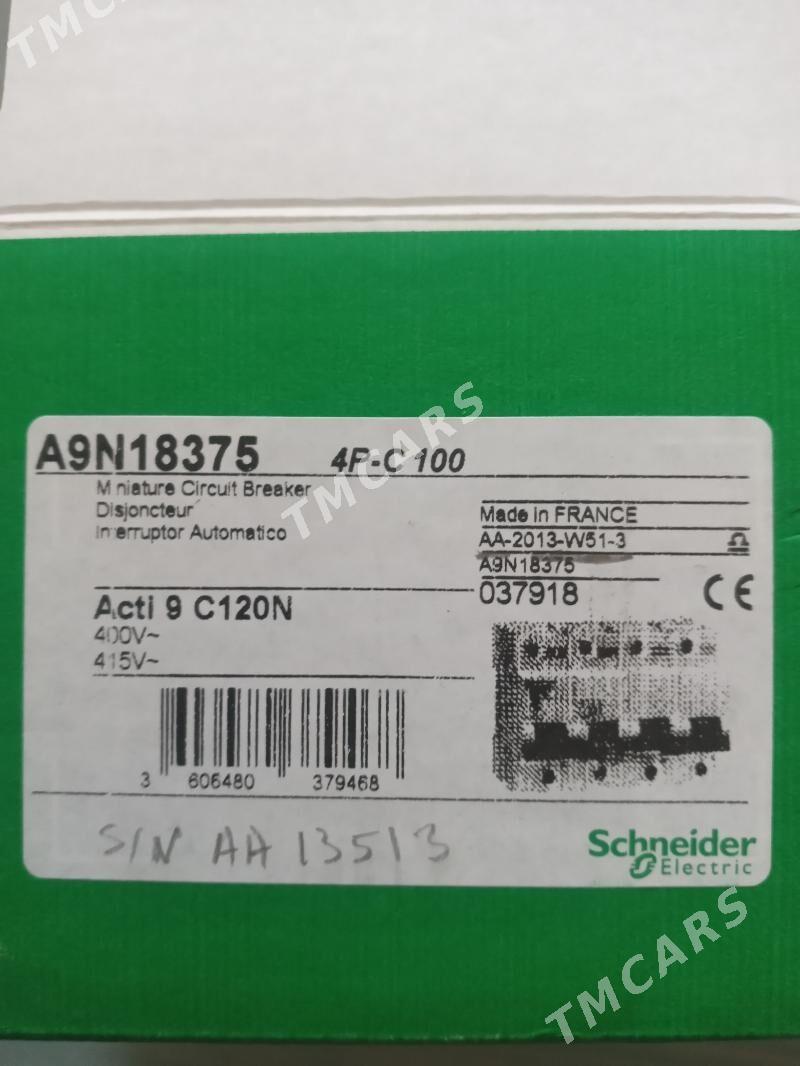 TMCARS
A9N18375 4P-C 100
Miniature Circuit Breaker
Disjoncteur
Interruptor Automatico
TMCARS
Made in FRANCE
AA-2013-W51-3
A9N18375
037918
CE
Acti 9 C120N
400V~
415V~
3 606480 379468
S/N AA 13513
Schneider
Electric
TMCARS